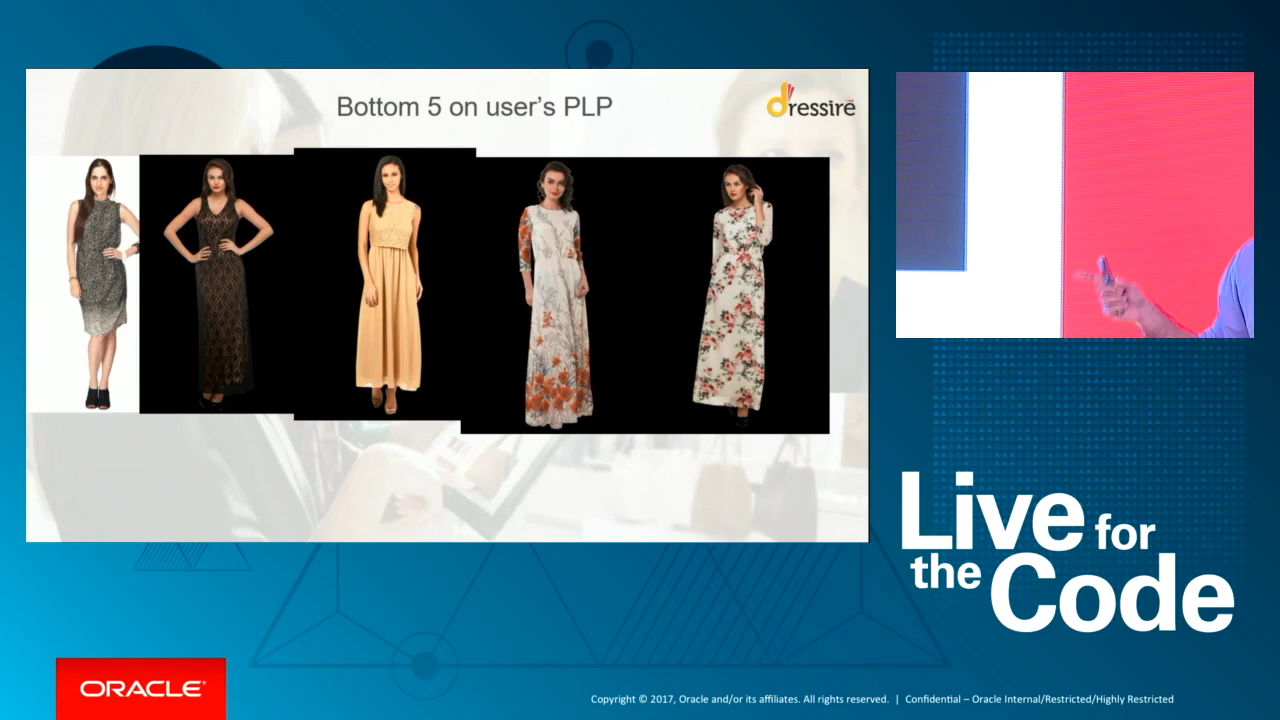 Bottom 5 on user's PLP
dressirë
Live for
the Code
ORACLE®
Copyright © 2017, Oracle and/or its affiliates. All rights reserved. | Confidential – Oracle Internal/Restricted/Highly Restricted